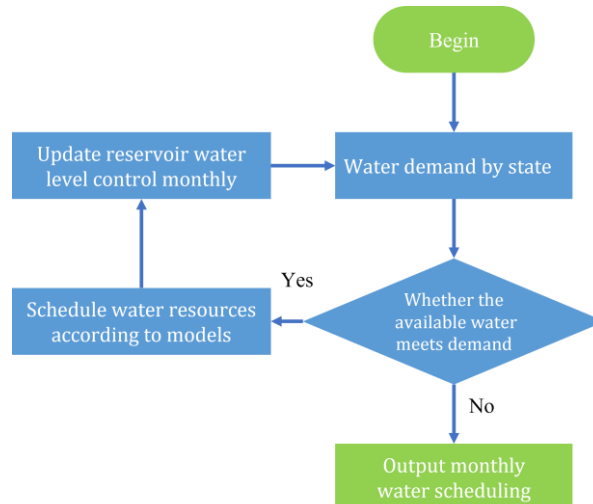 Begin
Update reservoir water
level control monthly
Water demand by state
Yes
Schedule water resources
according to models
Whether the
available water
meets demand
No
Output monthly
water scheduling